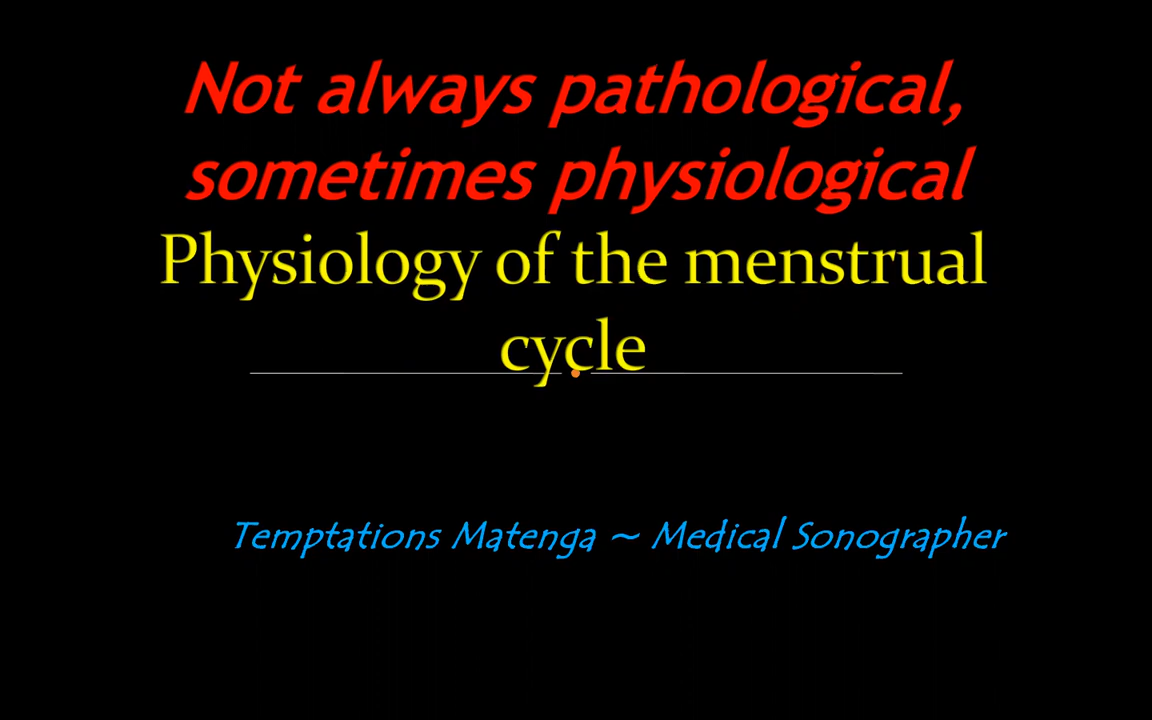 Not always pathological,
sometimes physiological
Physiology of the menstrual
cycle
Temptations Matenga ~ Medical Sonographer